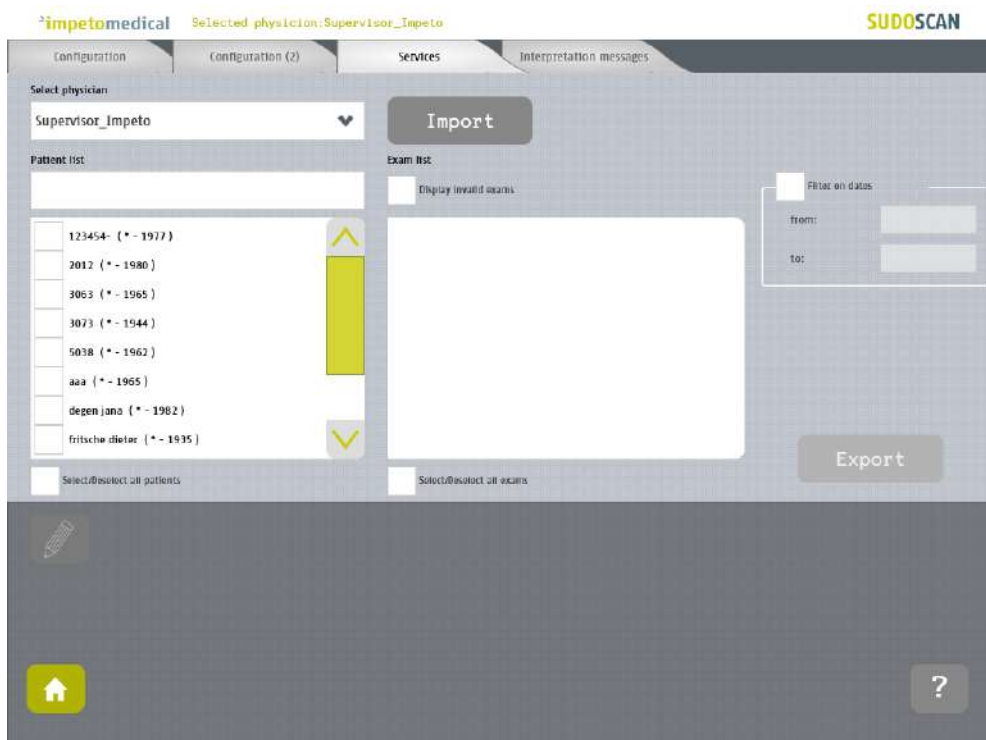 impetomedical Selected physicion:Supervisor_Impeto SUDOSCAN
Configuration Configuration (2) Services Interpretation messages
Select physician
Supervisor_Impeto Import
Patient list Exam list
Display invalid exams Filter on dates
from:
to:
123454- (* - 1977)
2012 (* - 1980)
3063 (* - 1965)
3073 (* - 1944)
5038 (* - 1962)
aaa (* - 1965)
degen jana (* - 1982)
fritsche dieter (* - 1935)
Export
Select/Deselect all patients Select/Deselect all exams
?